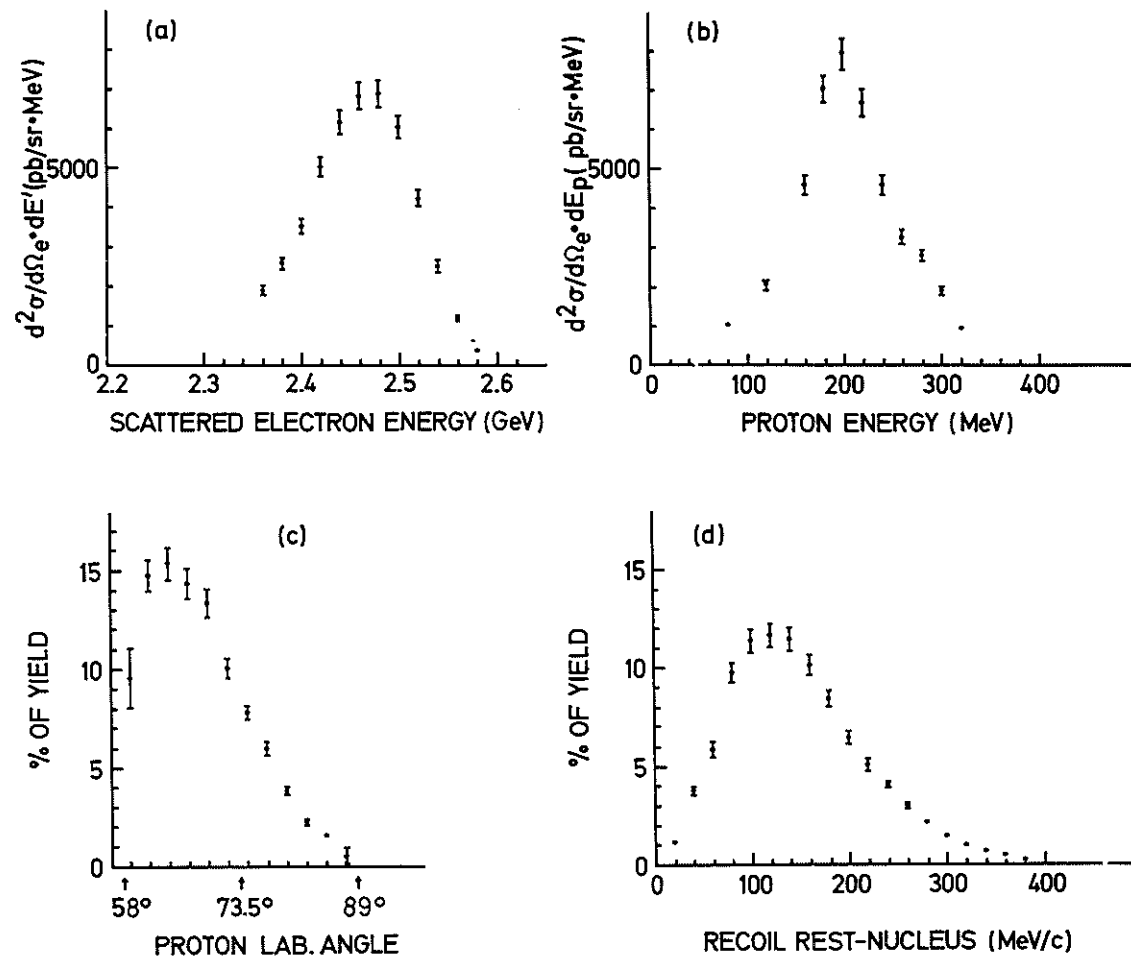 (a)
d²σ/dΩe•dE'(pb/sr•MeV)
5000
0
2.2 2.3 2.4 2.5 2.6
SCATTERED ELECTRON ENERGY (GeV)
(b)
d²σ/dΩe•dEp(pb/sr•MeV)
5000
0
0 100 200 300 400
PROTON ENERGY (MeV)
(c)
% OF YIELD
15
10
5
0
58° 73.5° 89°
PROTON LAB. ANGLE
(d)
% OF YIELD
15
10
5
0
0 100 200 300 400
RECOIL REST-NUCLEUS (MeV/c)